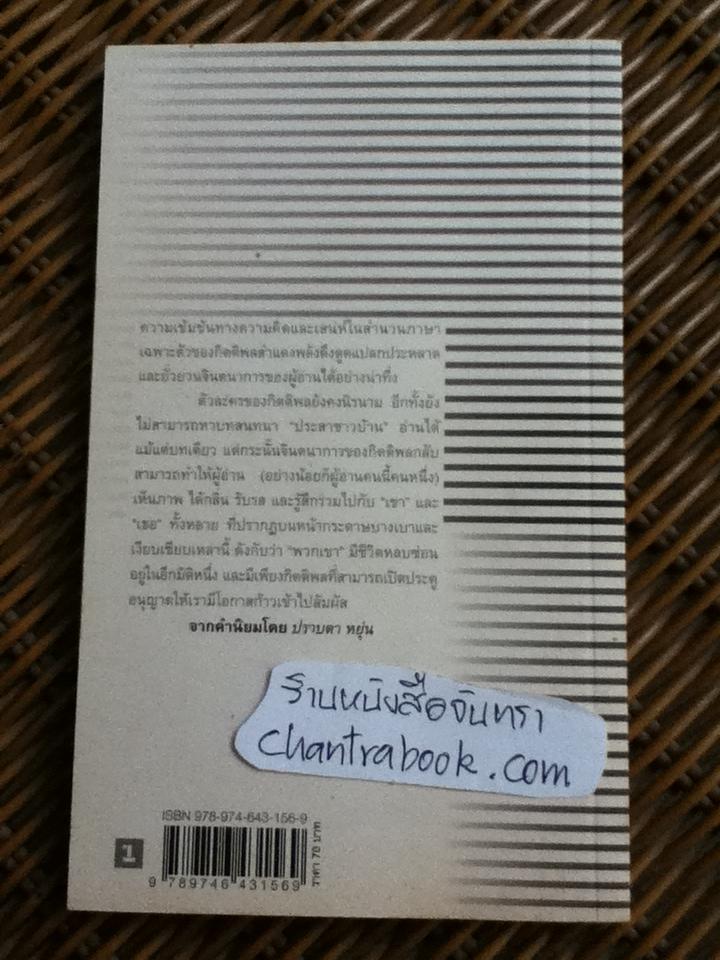 ความเข้มข้นทางความคิดและเสน่ห์ในสำนวนภาษา
เฉพาะตัวของกิตติพลสำแดงพลังดึงดูดแปลกประหลาด
และยั่วยวนจินตนาการของผู้อ่านได้อย่างน่าทึ่ง
ตัวละครของกิตติพลยังคงนิรนาม อีกทั้งยัง
ไม่สามารถหาบทสนทนา "ประสาชาวบ้าน" อ่านได้
แม้แต่บทเดียว แต่กระนั้นจินตนาการของกิตติพลกลับ
สามารถทำให้ผู้อ่าน (อย่างน้อยก็ผู้อ่านคนนี้คนหนึ่ง)
เห็นภาพ ได้กลิ่น รับรส และรู้สึกร่วมไปกับ "เขา" และ
"เธอ" ทั้งหลาย ที่ปรากฏบนหน้ากระดาษบางเบาและ
เงียบเชียบเหล่านี้ ดังกับว่า "พวกเขา" มีชีวิตหลบซ่อน
อยู่ในอีกมิติหนึ่ง และมีเพียงกิตติพลที่สามารถเปิดประตู
อนุญาตให้เรามีโอกาสก้าวเข้าไปสัมผัส
จากคำนิยมโดย ปราบดา หยุ่น
ร้านหนังสือจันทรา
chantrabook.com
ISBN 978-974-643-156-9
1
9 789746 431569
ราคา 70 บาท